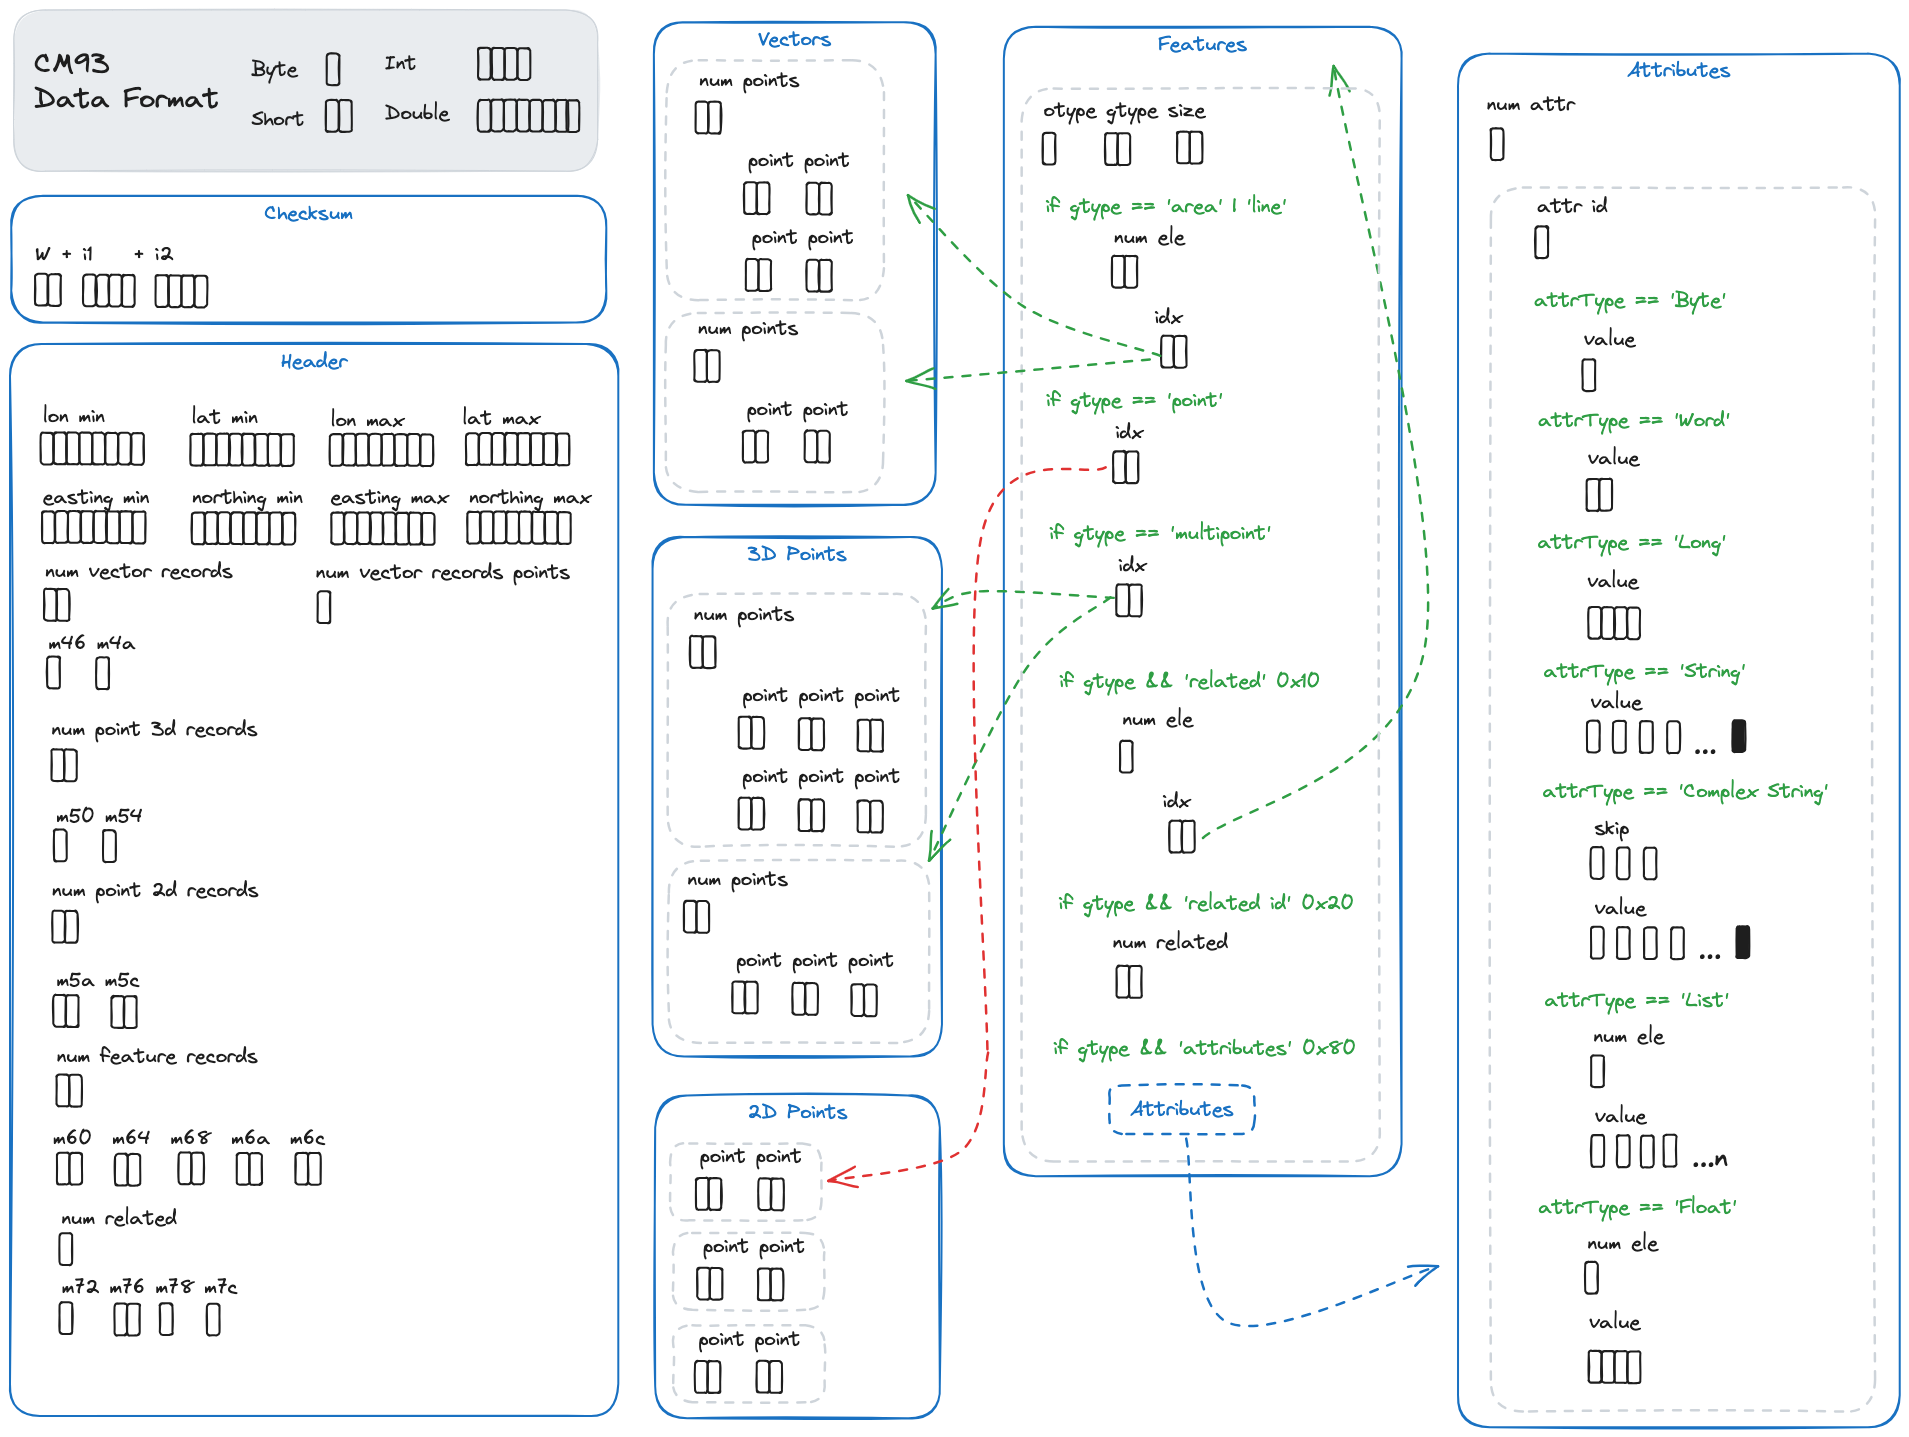 CM93
Data Format
Byte
Int
Short
Double
Checksum
W + i1 + i2
Header
lon min lat min lon max lat max
easting min northing min easting max northing max
num vector records num vector records points
m46 m4a
num point 3d records
m50 m54
num point 2d records
m5a m5c
num feature records
m60 m64 m68 m6a m6c
num related
m72 m76 m78 m7c
Vectors
num points
point point
point point
num points
point point
3D Points
num points
point point point
point point point
num points
point point point
2D Points
point point
point point
point point
Features
otype gtype size
if gtype == 'area' | 'line'
num ele
idx
if gtype == 'point'
idx
if gtype == 'multipoint'
idx
if gtype && 'related' 0x10
num ele
idx
if gtype && 'related id' 0x20
num related
if gtype && 'attributes' 0x80
Attributes
Attributes
num attr
attr id
attrType == 'Byte'
value
attrType == 'Word'
value
attrType == 'Long'
value
attrType == 'String'
value
...
attrType == 'Complex String'
skip
value
...
attrType == 'List'
num ele
value
...n
attrType == 'Float'
num ele
value